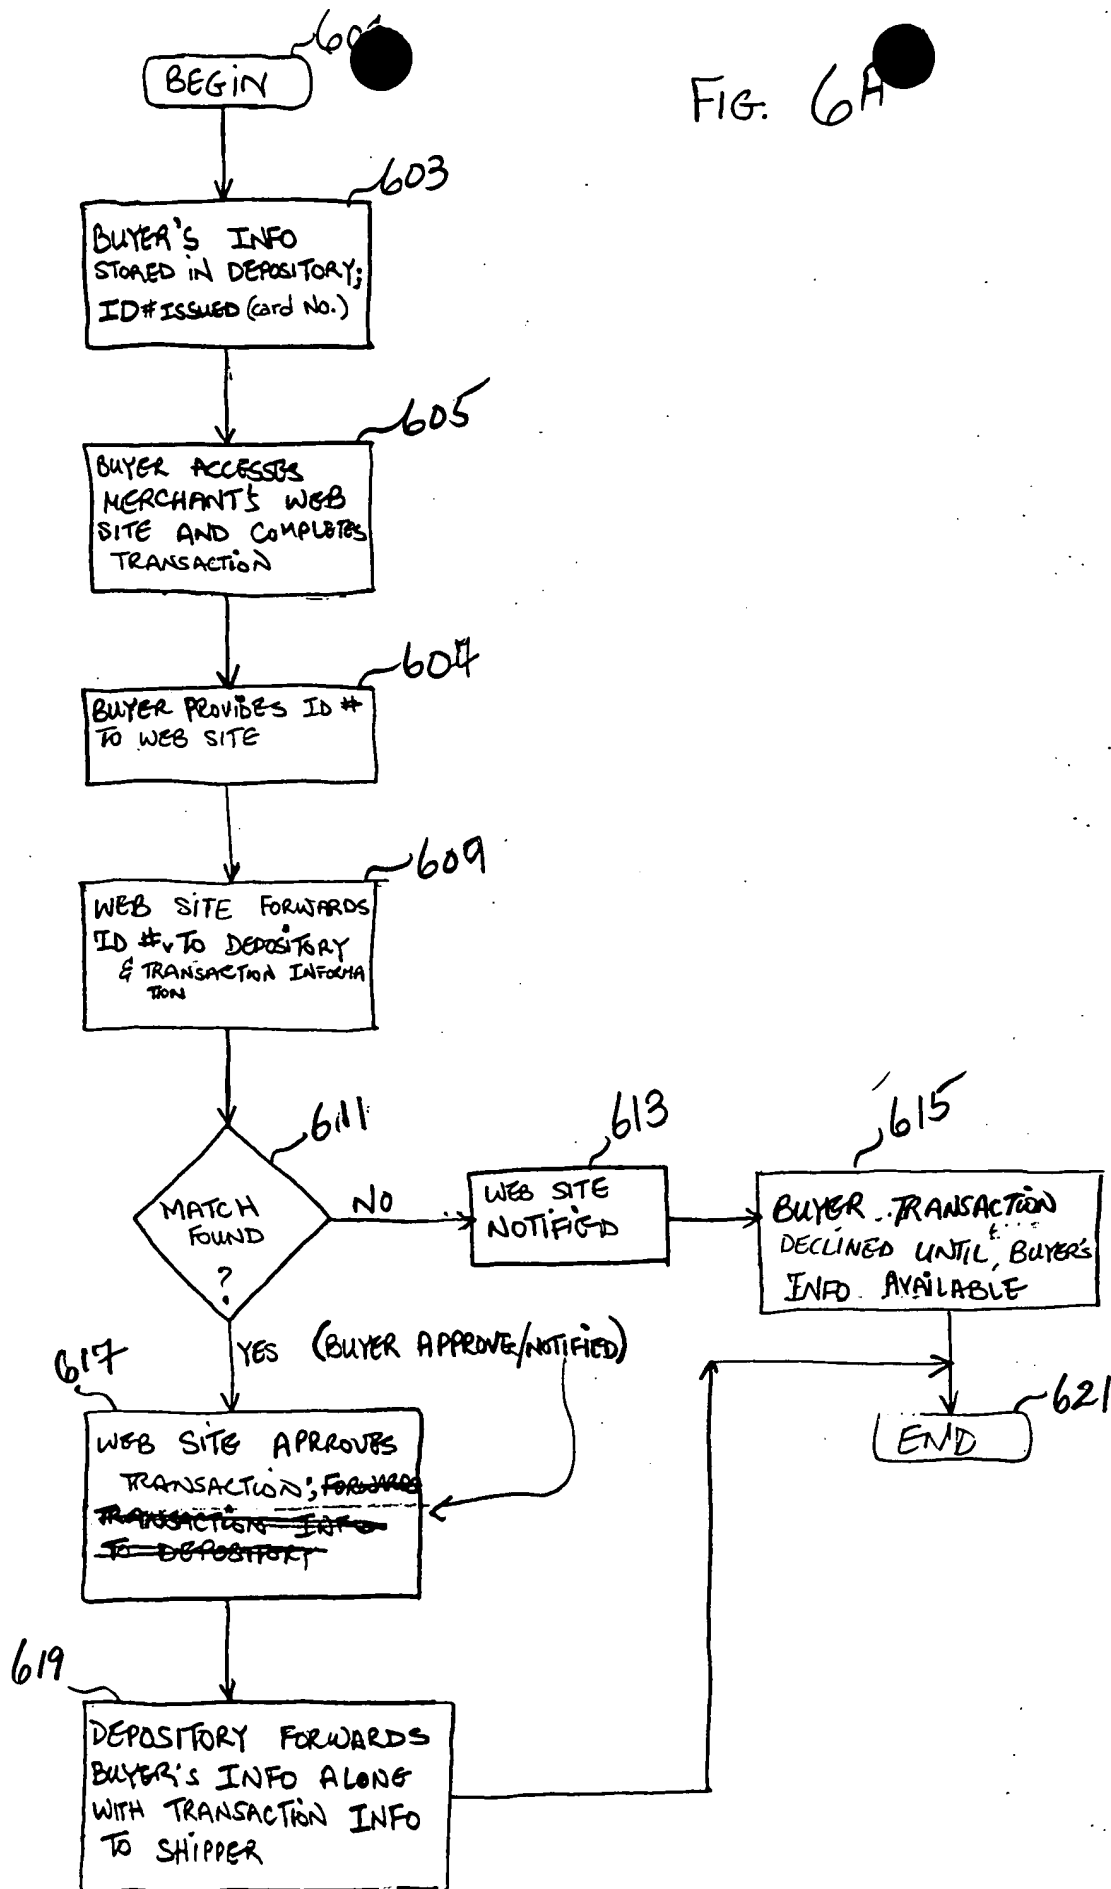 FIG. 6A
BEGIN
603
BUYER'S INFO
STORED IN DEPOSITORY;
ID# ISSUED (card No.)
605
BUYER ACCESSES
MERCHANT'S WEB
SITE AND COMPLETES
TRANSACTION
607
BUYER PROVIDES ID #
TO WEB SITE
609
WEB SITE FORWARDS
ID # TO DEPOSITORY
& TRANSACTION INFORMA
TION
611
MATCH
FOUND
?
NO
613
WEB SITE
NOTIFIED
615
BUYER TRANSACTION
DECLINED UNTIL BUYER'S
INFO AVAILABLE
YES (BUYER APPROVE/NOTIFIED)
617
WEB SITE APRROVES
TRANSACTION; FORWARDS
TRANSACTION INFO
TO DEPOSITORY
621
END
619
DEPOSITORY FORWARDS
BUYER'S INFO ALONG
WITH TRANSACTION INFO
TO SHIPPER